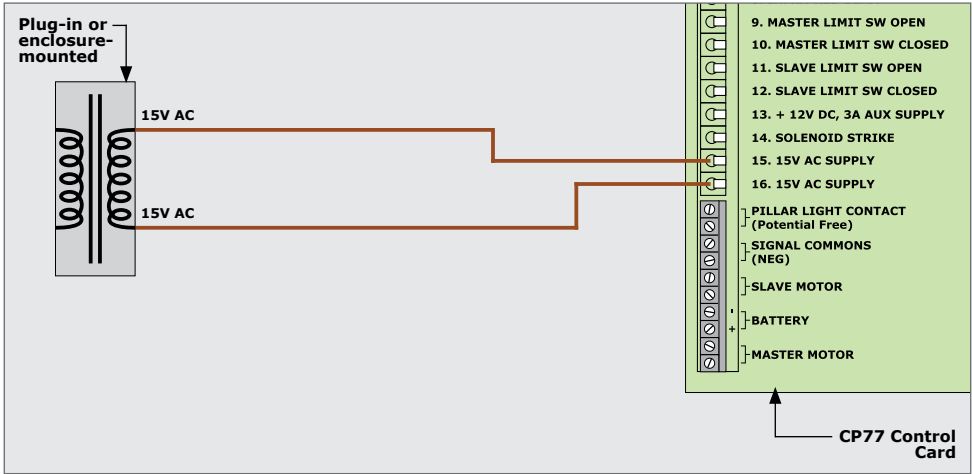 Plug-in or
enclosure-
mounted
15V AC
15V AC
9. MASTER LIMIT SW OPEN
10. MASTER LIMIT SW CLOSED
11. SLAVE LIMIT SW OPEN
12. SLAVE LIMIT SW CLOSED
13. + 12V DC, 3A AUX SUPPLY
14. SOLENOID STRIKE
15. 15V AC SUPPLY
16. 15V AC SUPPLY
PILLAR LIGHT CONTACT
(Potential Free)
SIGNAL COMMONS
(NEG)
SLAVE MOTOR
-
BATTERY
+
MASTER MOTOR
CP77 Control
Card